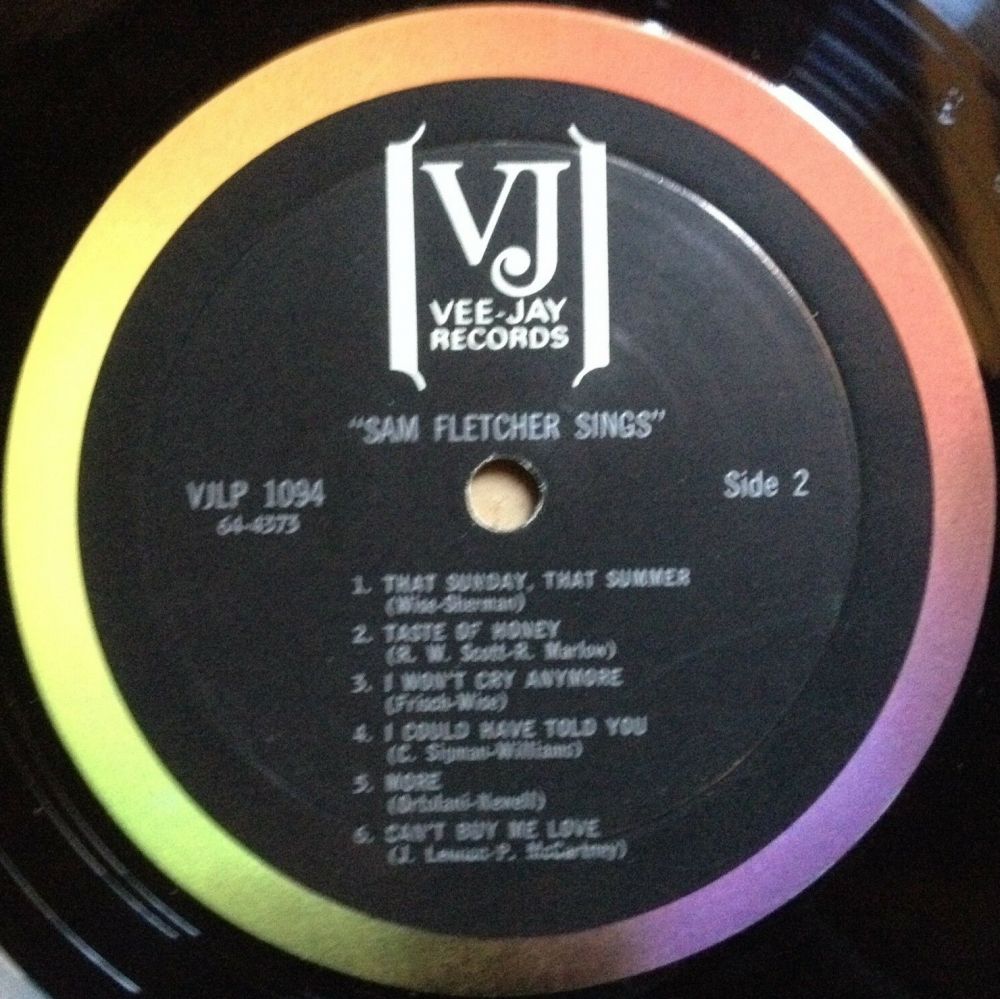 VJ
VEE-JAY
RECORDS
"SAM FLETCHER SINGS"
VJLP 1094
64-4373
Side 2
1. THAT SUNDAY, THAT SUMMER
(Wise-Sherman)
2. TASTE OF HONEY
(R. W. Scott-R. Marlow)
3. I WON'T CRY ANYMORE
(Frisch-Wise)
4. I COULD HAVE TOLD YOU
(C. Sigman-Williams)
5. MORE
(Ortolani-Newell)
6. CAN'T BUY ME LOVE
(J. Lennon-P. McCartney)